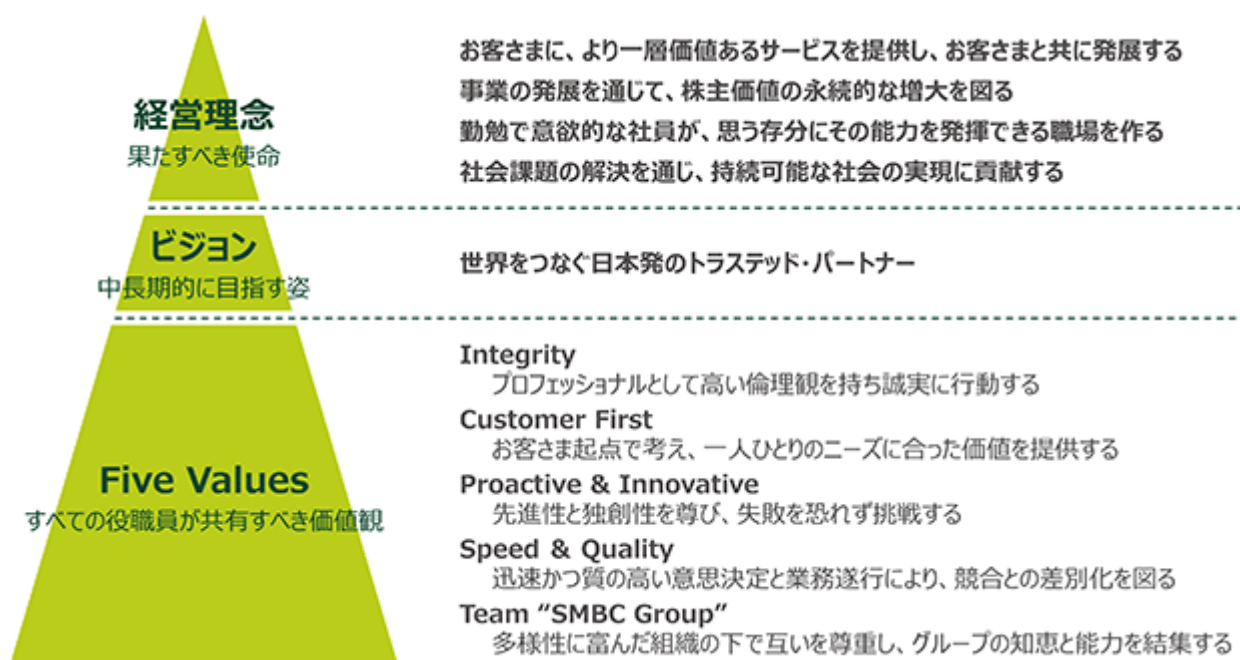 経営理念
果たすべき使命
お客さまに、より一層価値あるサービスを提供し、お客さまと共に発展する
事業の発展を通じて、株主価値の永続的な増大を図る
勤勉で意欲的な社員が、思う存分にその能力を発揮できる職場を作る
社会課題の解決を通じ、持続可能な社会の実現に貢献する
ビジョン
中長期的に目指す姿
世界をつなぐ日本発のトラステッド・パートナー
Five Values
すべての役職員が共有すべき価値観
Integrity
プロフェッショナルとして高い倫理観を持ち誠実に行動する
Customer First
お客さま起点で考え、一人ひとりのニーズに合った価値を提供する
Proactive & Innovative
先進性と独創性を尊び、失敗を恐れず挑戦する
Speed & Quality
迅速かつ質の高い意思決定と業務遂行により、競合との差別化を図る
Team “SMBC Group”
多様性に富んだ組織の下で互いを尊重し、グループの知恵と能力を結集する